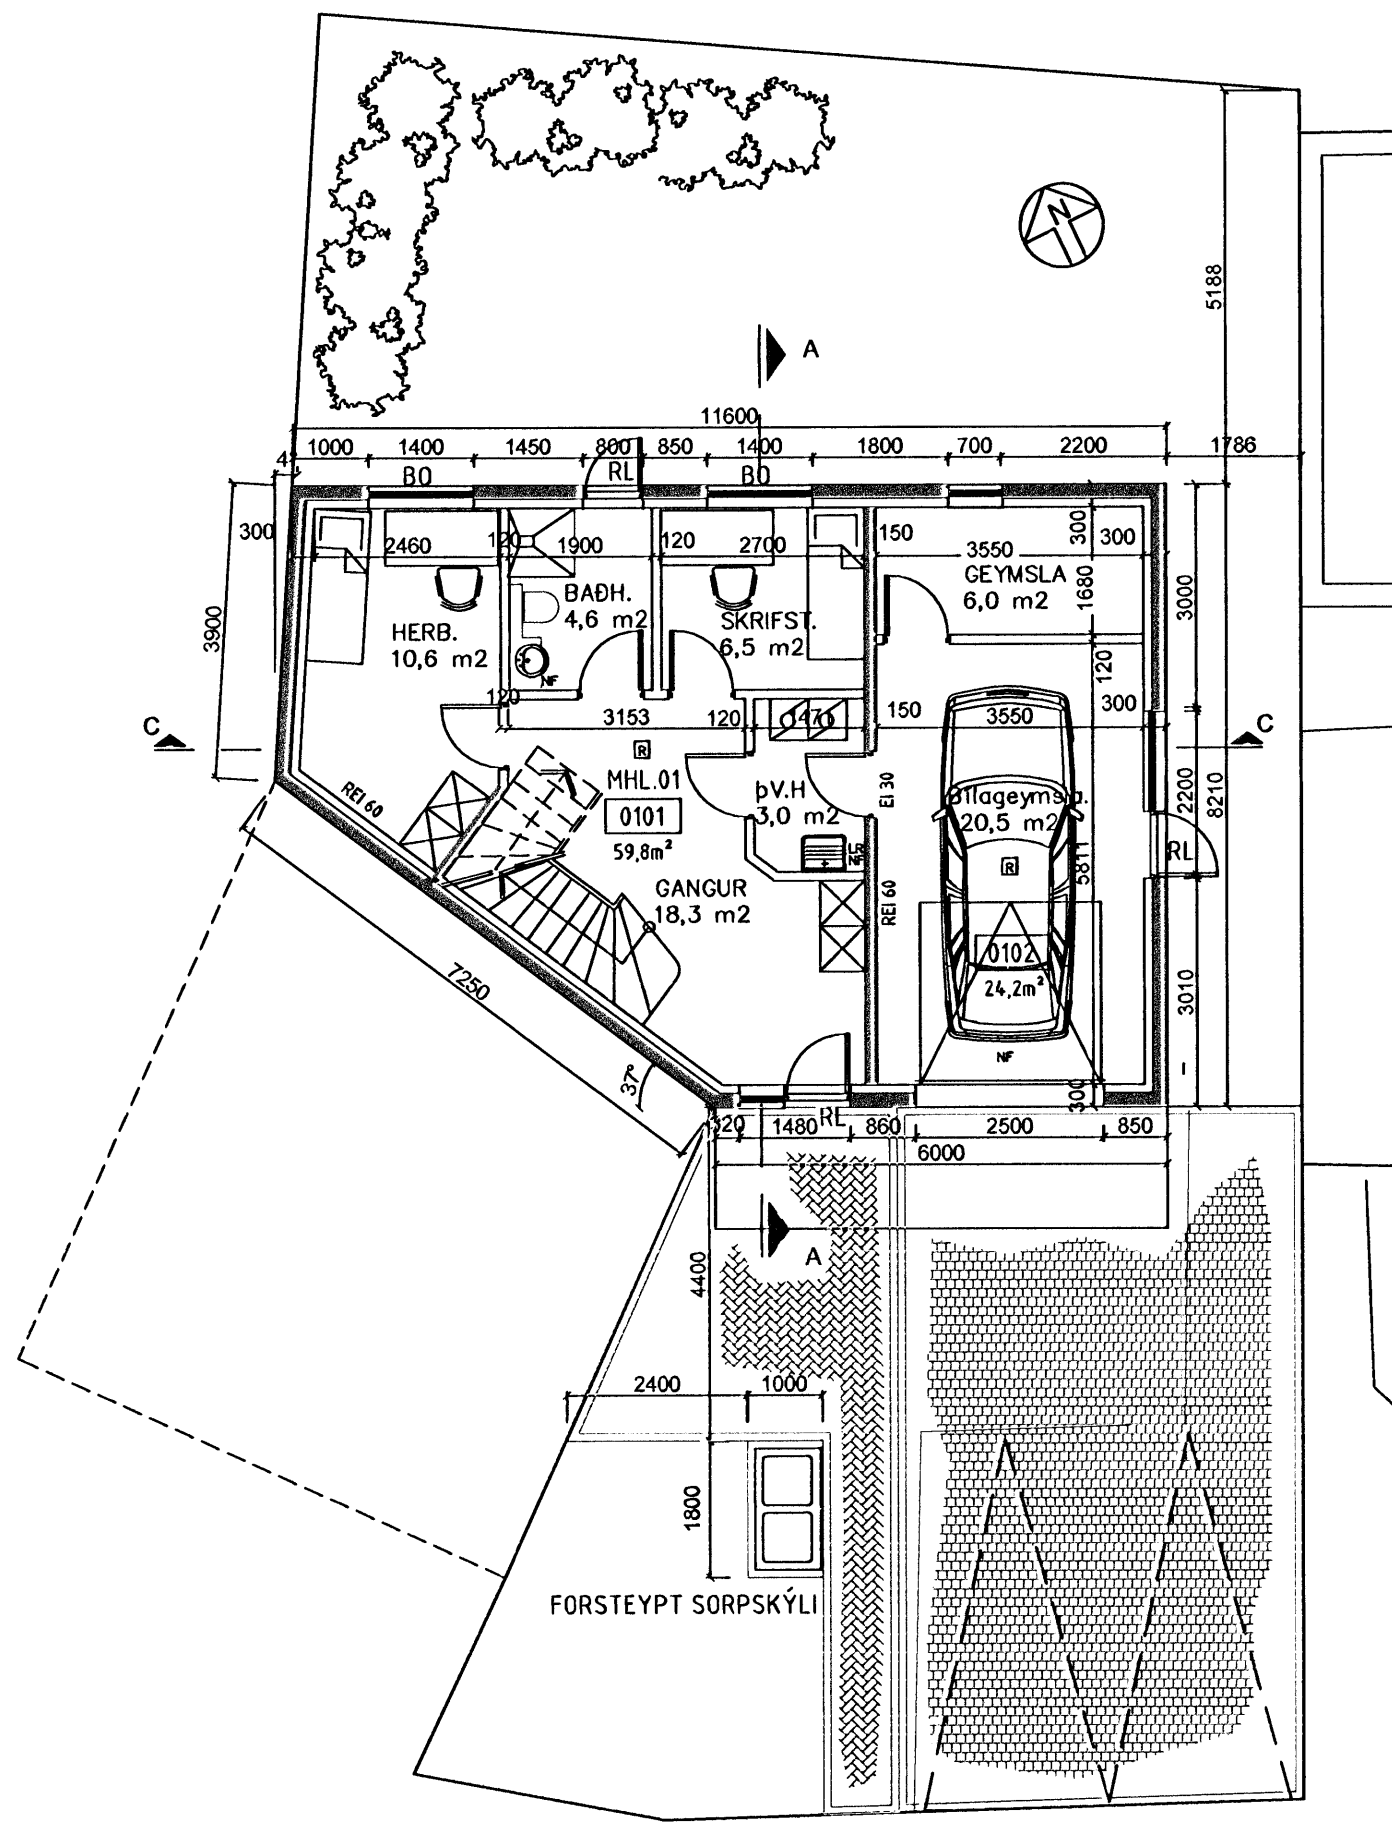 N
5188
A
11600
1000 1400 1450 800 850 1400 1800 700 2200 1786
BO RL BO
300
2460 120 1900 120 2700 150 3550 300 300
GEYMSLA
6,0 m2
1680
3000
BAÐH.
4,6 m2
SKRIFST.
6,5 m2
HERB.
10,6 m2
3900
NF
120
120
3153 120 1471 150 3550 300
C
C
R
MHL.01
0101
59,8m²
REI 60
ÞV.H
3,0 m2
EI 30
Bílageymsla.
20,5 m2
2200
8210
LR
NF
RL
R
5811
GANGUR
18,3 m2
REI 60
0102
24,2m²
7250
3010
NF
37°
300
RL
320 1480 860 2500 850
6000
A
4400
2400 1000
1800
FORSTEYPT SORPSKÝLI